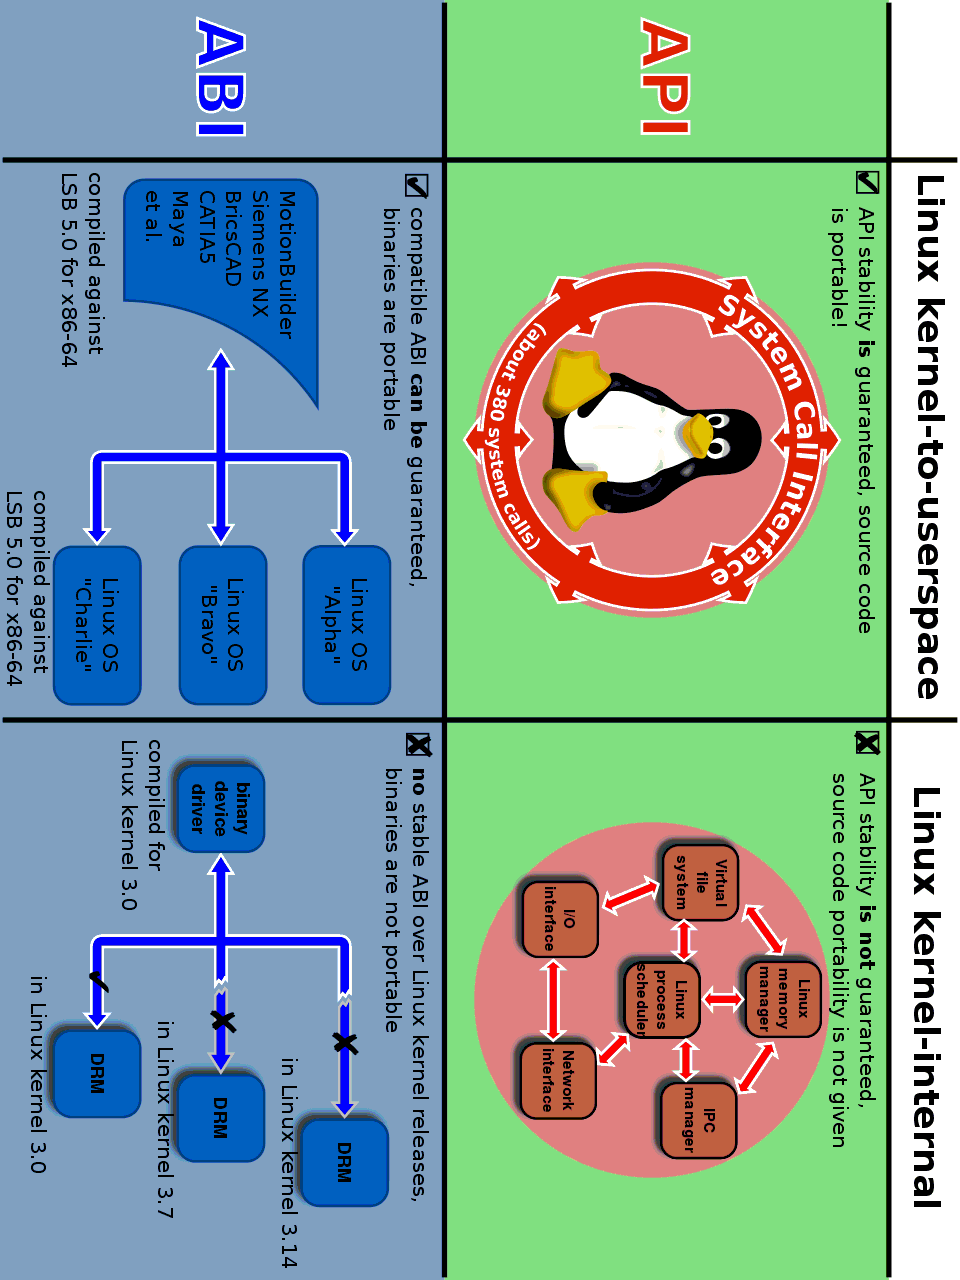 Linux kernel-to-userspace
Linux kernel-internal
API
API stability is guaranteed, source code
is portable!
System Call Interface
(about 380 system calls)
API stability is not guaranteed,
source code portability is not given
Linux
memory
manager
Virtual
file
system
Linux
process
scheduler
IPC
manager
I/O
interface
Network
interface
ABI
compatible ABI can be guaranteed,
binaries are portable
MotionBuilder
Siemens NX
BricsCAD
CATIA5
Maya
et al.
compiled against
LSB 5.0 for x86-64
Linux OS
"Alpha"
Linux OS
"Bravo"
Linux OS
"Charlie"
compiled against
LSB 5.0 for x86-64
no stable ABI over Linux kernel releases,
binaries are not portable
binary
device
driver
compiled for
Linux kernel 3.0
DRM
in Linux kernel 3.14
DRM
in Linux kernel 3.7
DRM
in Linux kernel 3.0